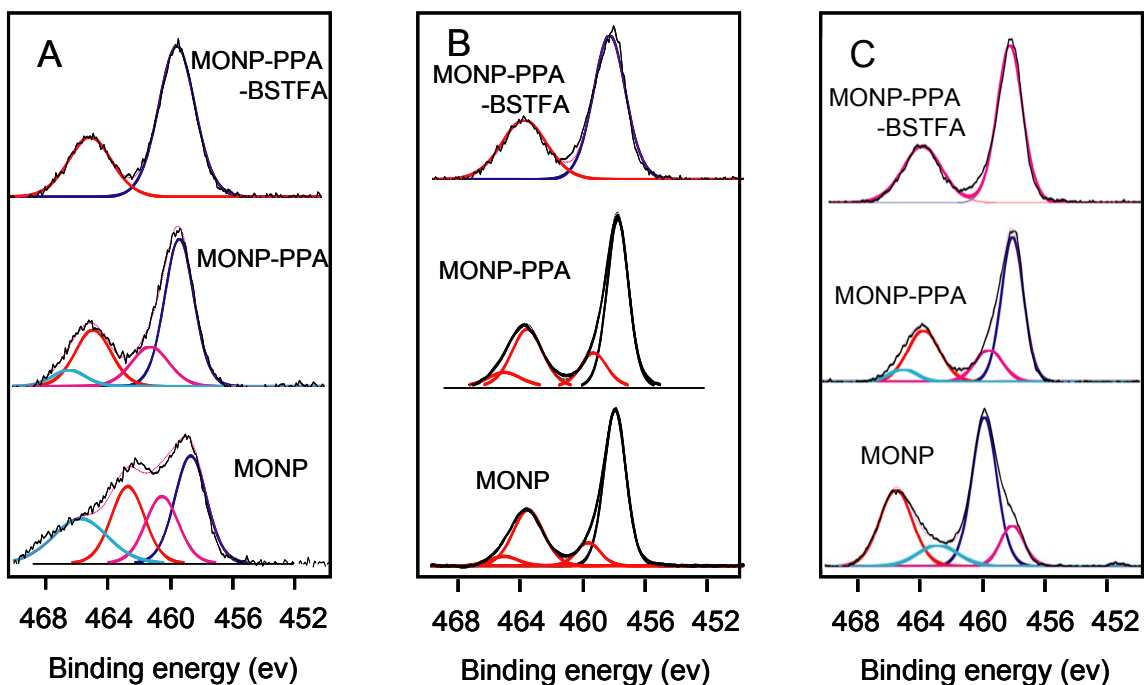 A
MONP-PPA
-BSTFA
MONP-PPA
MONP
468 464 460 456 452
Binding energy (ev)
B
MONP-PPA
-BSTFA
MONP-PPA
MONP
468 464 460 456 452
Binding energy (ev)
C
MONP-PPA
-BSTFA
MONP-PPA
MONP
468 464 460 456 452
Binding energy (ev)